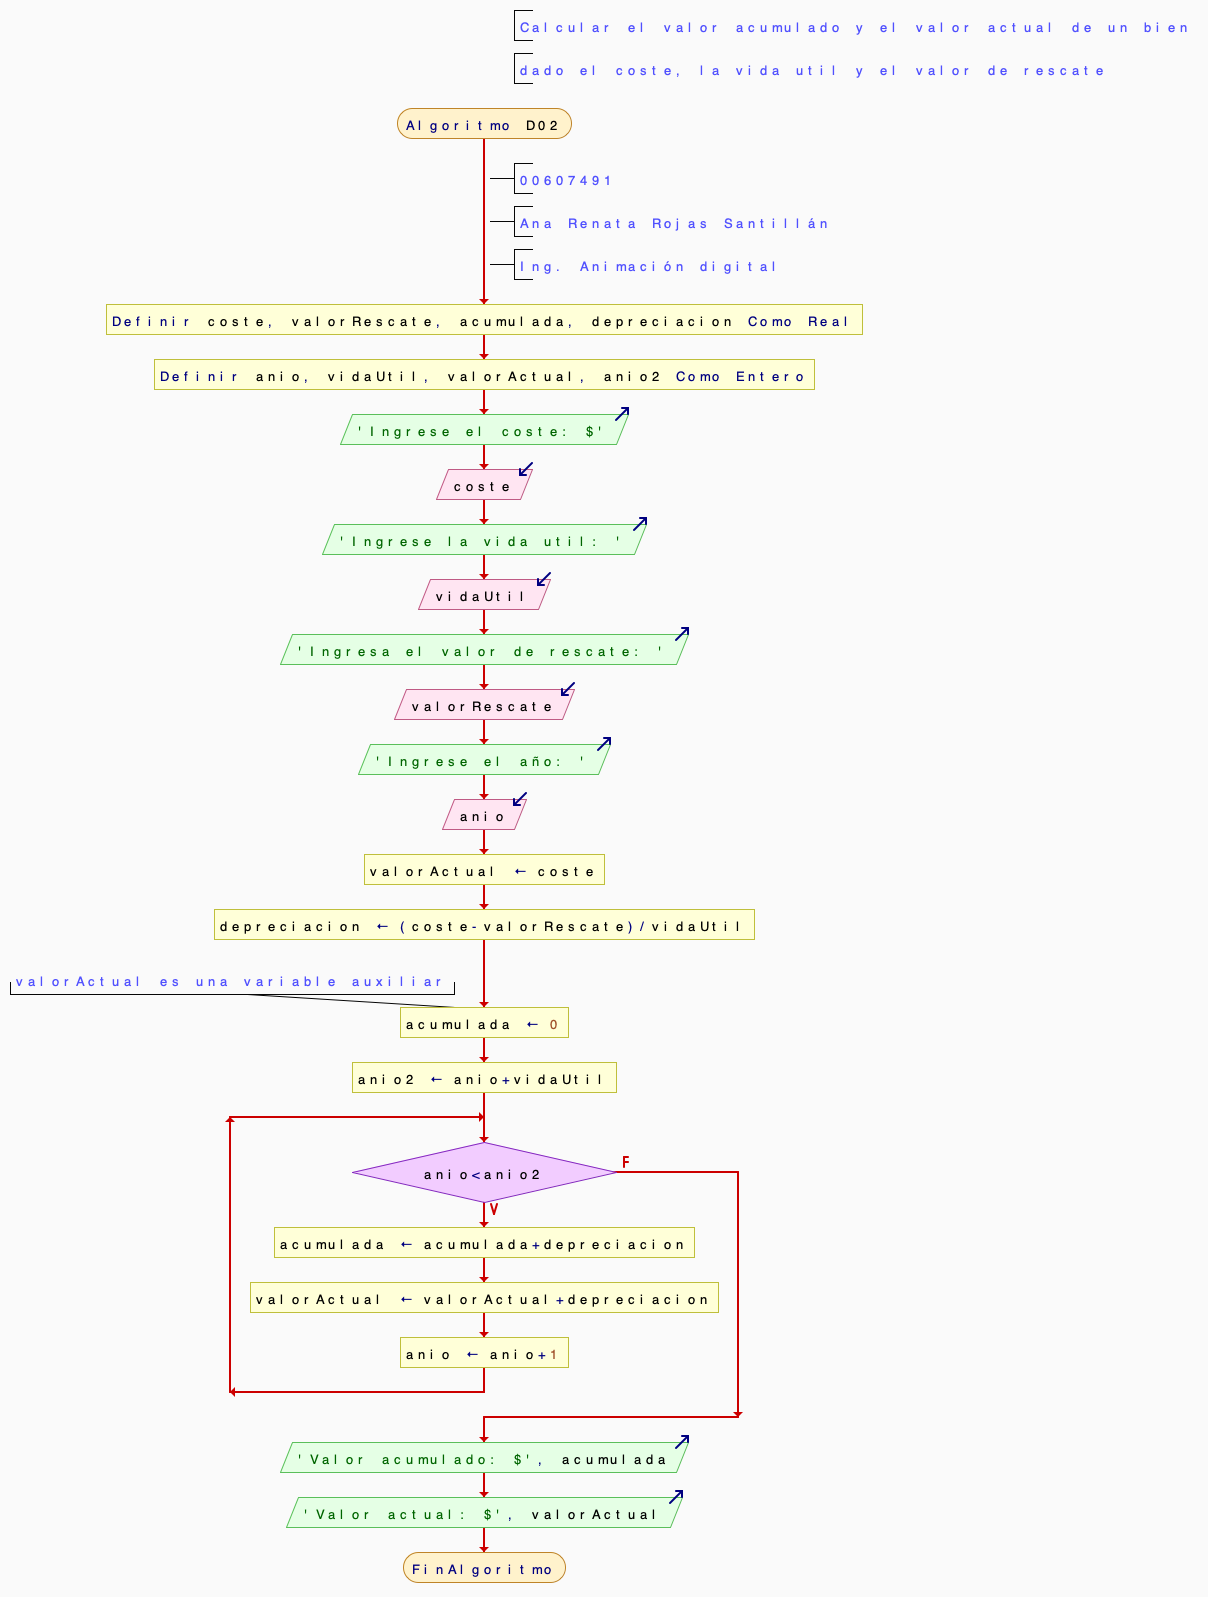 Calcular el valor acumulado y el valor actual de un bien
dado el coste, la vida util y el valor de rescate
Algoritmo D02
00607491
Ana Renata Rojas Santillán
Ing. Animación digital
Definir coste, valorRescate, acumulada, depreciacion Como Real
Definir anio, vidaUtil, valorActual, anio2 Como Entero
'Ingrese el coste: $'
coste
'Ingrese la vida util: '
vidaUtil
'Ingresa el valor de rescate: '
valorRescate
'Ingrese el año: '
anio
valorActual ← coste
depreciacion ← (coste-valorRescate)/vidaUtil
valorActual es una variable auxiliar
acumulada ← 0
anio2 ← anio+vidaUtil
anio<anio2
F
V
acumulada ← acumulada+depreciacion
valorActual ← valorActual+depreciacion
anio ← anio+1
'Valor acumulado: $', acumulada
'Valor actual: $', valorActual
FinAlgoritmo